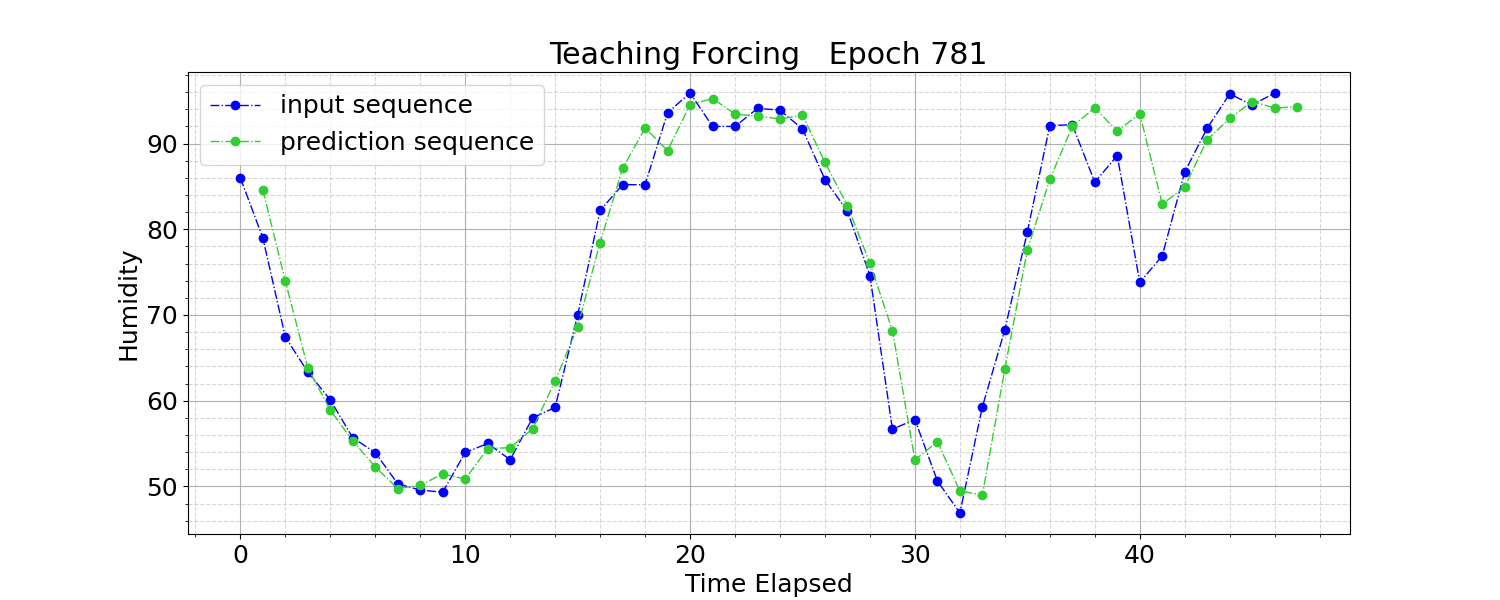 Teaching Forcing   Epoch 781
input sequence
prediction sequence
Humidity
90
80
70
60
50
0 10 20 30 40
Time Elapsed